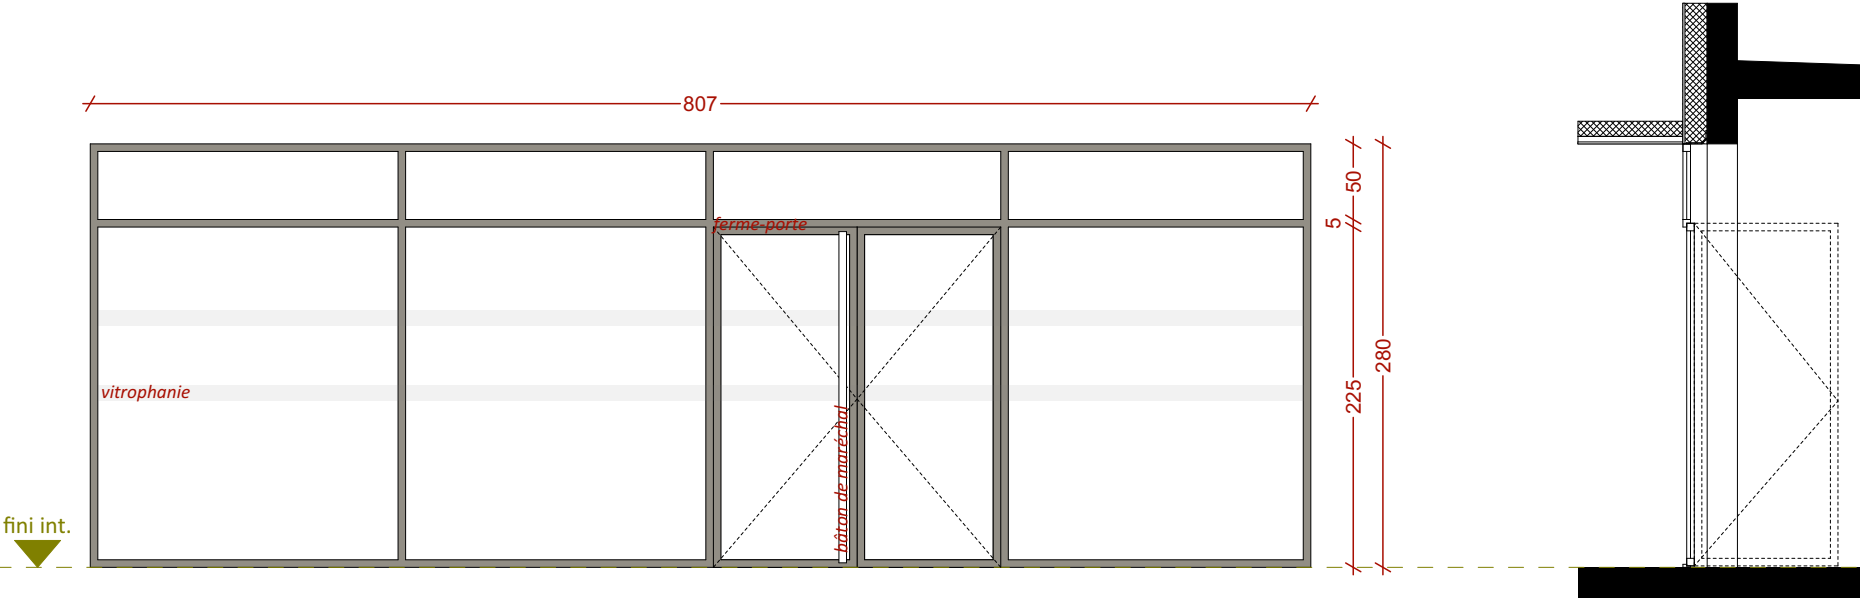 807
50
5
ferme-porte
280
225
vitrophanie
bâton de maréchal
fini int.